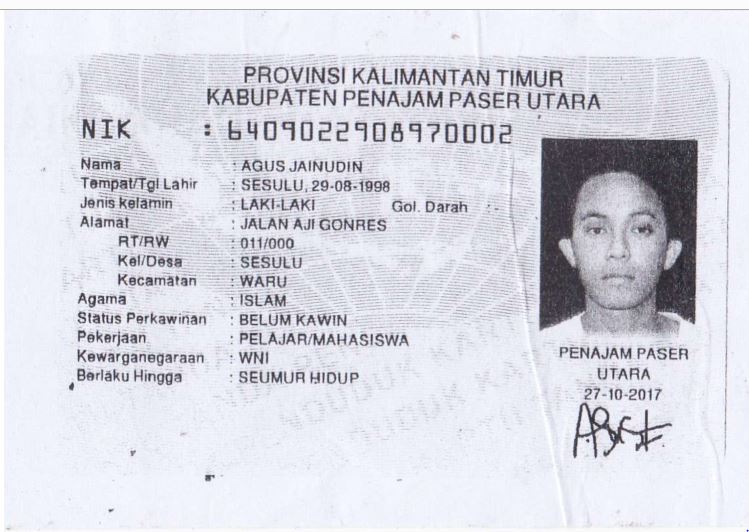 PROVINSI KALIMANTAN TIMUR
KABUPATEN PENAJAM PASER UTARA
NIK : 6409022908970002
Nama : AGUS JAINUDIN
Tempat/Tgl Lahir : SESULU, 29-08-1998
Jenis kelamin : LAKI-LAKI Gol. Darah : -
Alamat : JALAN AJI GONRES
RT/RW : 011/000
Kel/Desa : SESULU
Kecamatan : WARU
Agama : ISLAM
Status Perkawinan : BELUM KAWIN
Pekerjaan : PELAJAR/MAHASISWA
Kewarganegaraan : WNI
Berlaku Hingga : SEUMUR HIDUP
PENAJAM PASER
UTARA
27-10-2017